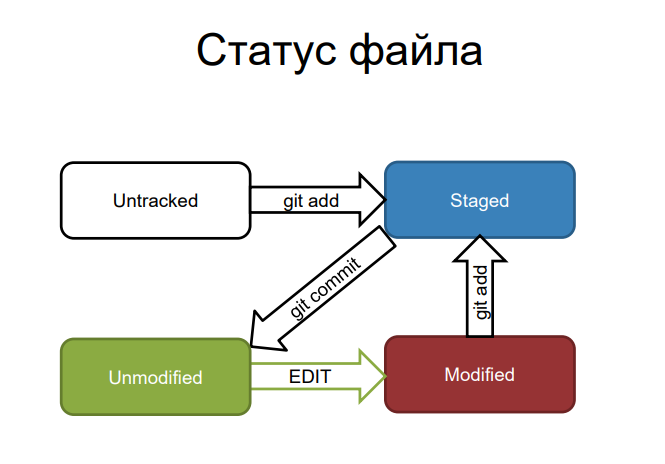 Статус файла
Untracked
git add
Staged
git commit
git add
Unmodified
EDIT
Modified